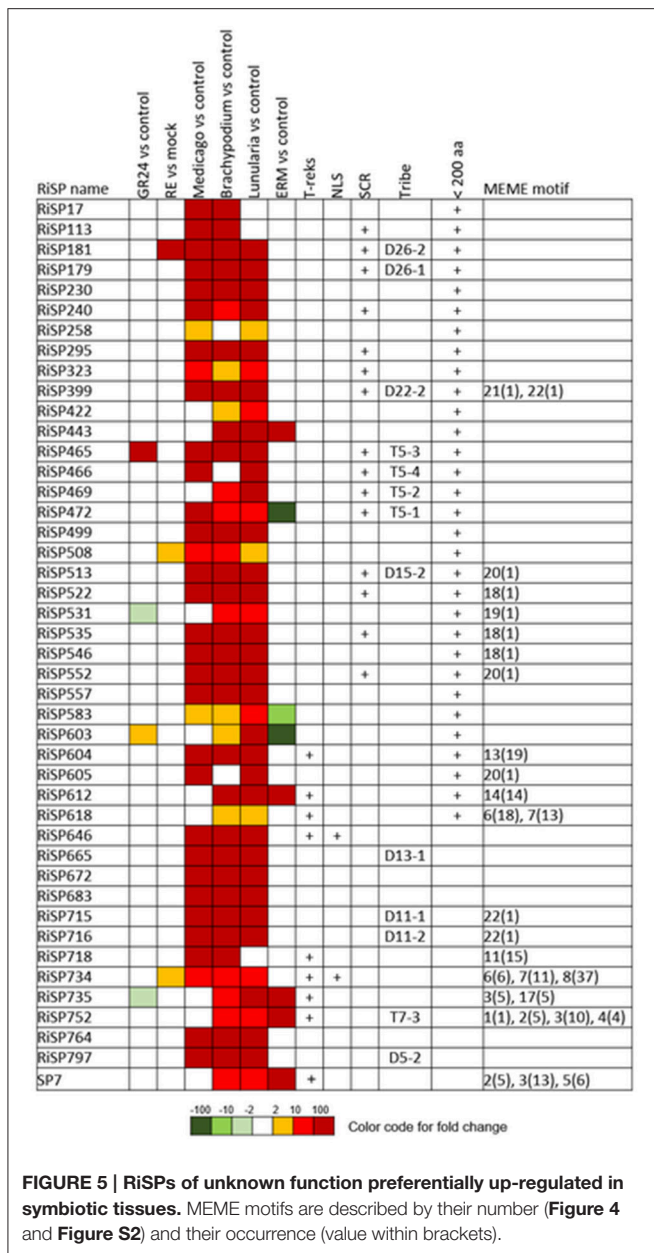 RiSP name GR24 vs control RE vs mock Medicago vs control Brachypodium vs control Lunularia vs control ERM vs control T-reks NLS SCR Tribe < 200 aa MEME motif
RiSP17 +
RiSP113 + +
RiSP181 + D26-2 +
RiSP179 + D26-1 +
RiSP230 +
RiSP240 + +
RiSP258 +
RiSP295 + +
RiSP323 + +
RiSP399 + D22-2 + 21(1), 22(1)
RiSP422 +
RiSP443 +
RiSP465 + T5-3 +
RiSP466 + T5-4 +
RiSP469 + T5-2 +
RiSP472 + T5-1 +
RiSP499 +
RiSP508 +
RiSP513 + D15-2 + 20(1)
RiSP522 + + 18(1)
RiSP531 + 19(1)
RiSP535 + + 18(1)
RiSP546 + 18(1)
RiSP552 + + 20(1)
RiSP557 +
RiSP583 +
RiSP603 +
RiSP604 + + 13(19)
RiSP605 + 20(1)
RiSP612 + + 14(14)
RiSP618 + + 6(18), 7(13)
RiSP646 + +
RiSP665 D13-1
RiSP672
RiSP683
RiSP715 D11-1 22(1)
RiSP716 D11-2 22(1)
RiSP718 + 11(15)
RiSP734 + + 6(6), 7(11), 8(37)
RiSP735 + 3(5), 17(5)
RiSP752 + T7-3 1(1), 2(5), 3(10), 4(4)
RiSP764
RiSP797 D5-2
SP7 + 2(5), 3(13), 5(6)
-100 -10 -2 2 10 100
Color code for fold change
FIGURE 5 | RiSPs of unknown function preferentially up-regulated in
symbiotic tissues. MEME motifs are described by their number (Figure 4
and Figure S2) and their occurrence (value within brackets).